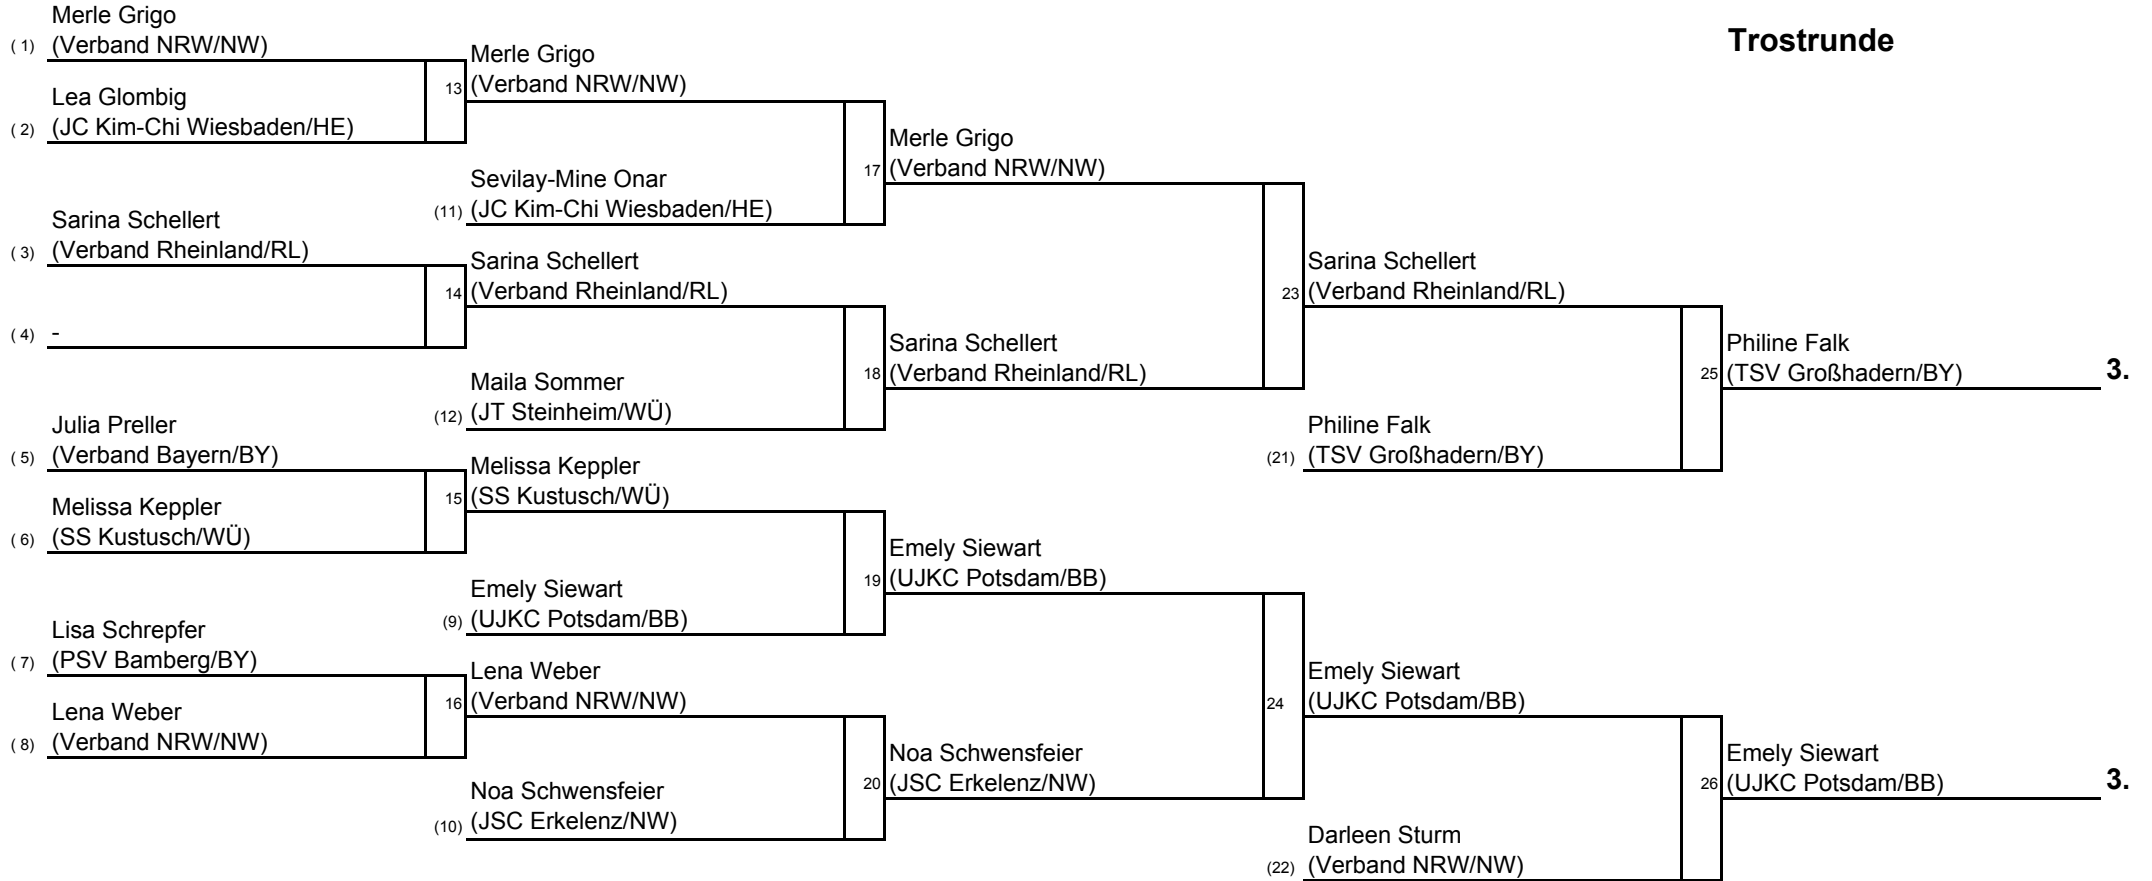 Trostrunde
Merle Grigo
( 1) (Verband NRW/NW)
Lea Glombig
( 2) (JC Kim-Chi Wiesbaden/HE)
Sarina Schellert
( 3) (Verband Rheinland/RL)
( 4) -
Julia Preller
( 5) (Verband Bayern/BY)
Melissa Keppler
( 6) (SS Kustusch/WÜ)
Lisa Schrepfer
( 7) (PSV Bamberg/BY)
Lena Weber
( 8) (Verband NRW/NW)
Merle Grigo
13 (Verband NRW/NW)
Sevilay-Mine Onar
(11) (JC Kim-Chi Wiesbaden/HE)
Sarina Schellert
14 (Verband Rheinland/RL)
Maila Sommer
(12) (JT Steinheim/WÜ)
Melissa Keppler
15 (SS Kustusch/WÜ)
Emely Siewart
(9) (UJKC Potsdam/BB)
Lena Weber
16 (Verband NRW/NW)
Noa Schwensfeier
(10) (JSC Erkelenz/NW)
Merle Grigo
17 (Verband NRW/NW)
Sarina Schellert
18 (Verband Rheinland/RL)
Emely Siewart
19 (UJKC Potsdam/BB)
Noa Schwensfeier
20 (JSC Erkelenz/NW)
Sarina Schellert
23 (Verband Rheinland/RL)
Philine Falk
(21) (TSV Großhadern/BY)
Emely Siewart
24 (UJKC Potsdam/BB)
Darleen Sturm
(22) (Verband NRW/NW)
Philine Falk
25 (TSV Großhadern/BY) 3.
Emely Siewart
26 (UJKC Potsdam/BB) 3.